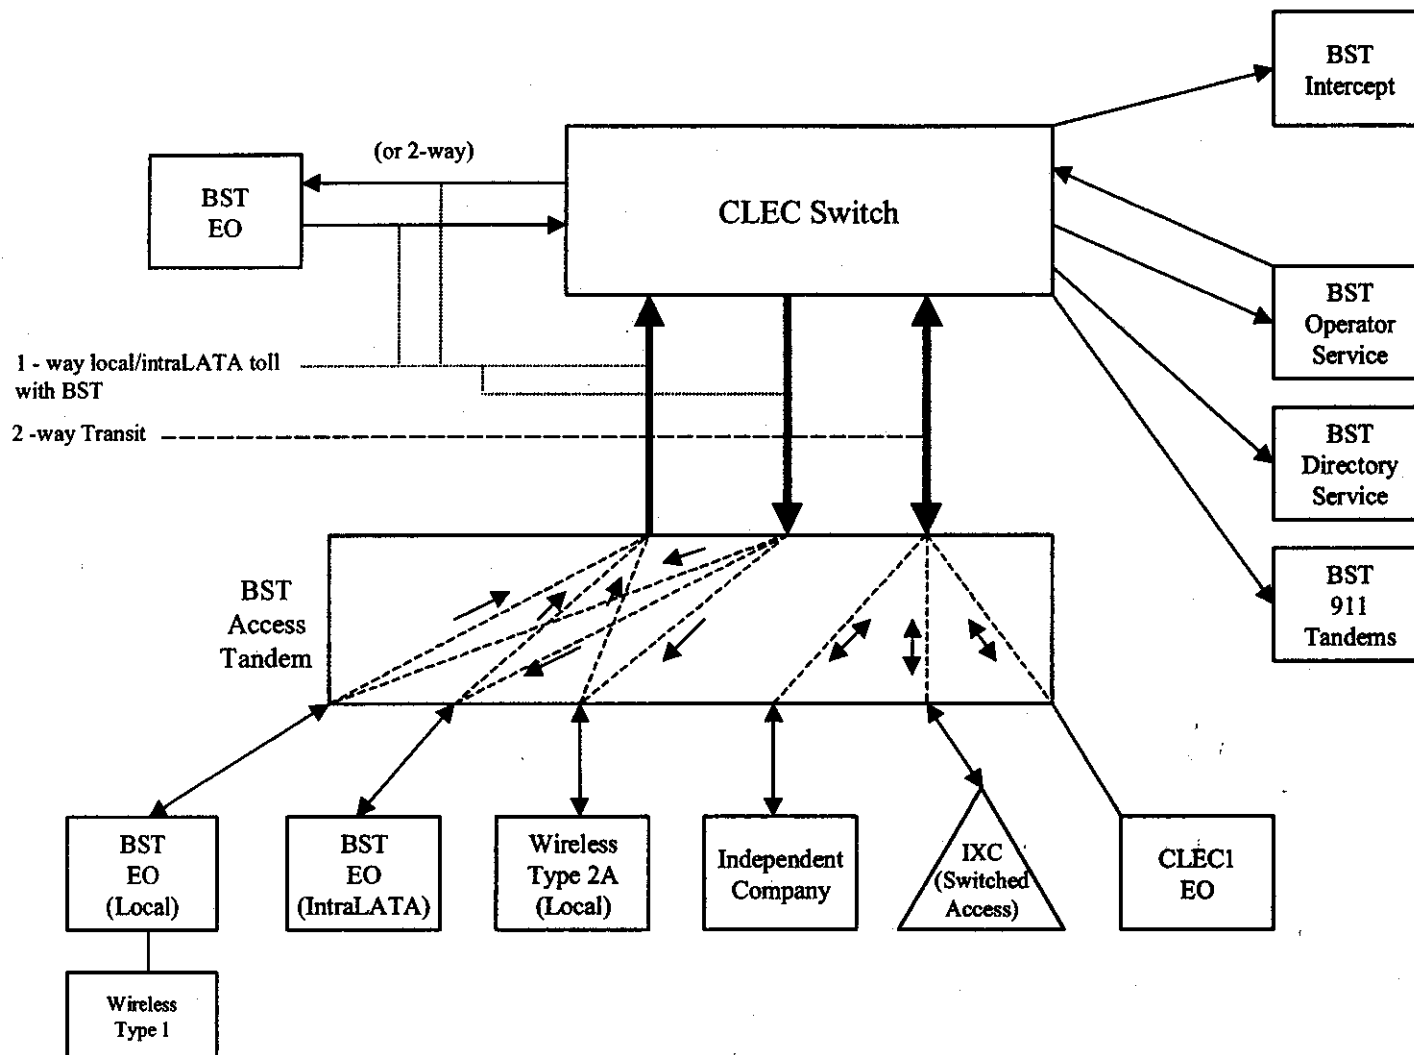 BST
Intercept
(or 2-way)
BST
EO
CLEC Switch
BST
Operator
Service
1 - way local/intraLATA toll
with BST
2 -way Transit
BST
Directory
Service
BST
Access
Tandem
BST
911
Tandems
BST
EO
(Local)
BST
EO
(IntraLATA)
Wireless
Type 2A
(Local)
Independent
Company
IXC
(Switched
Access)
CLEC1
EO
Wireless
Type 1